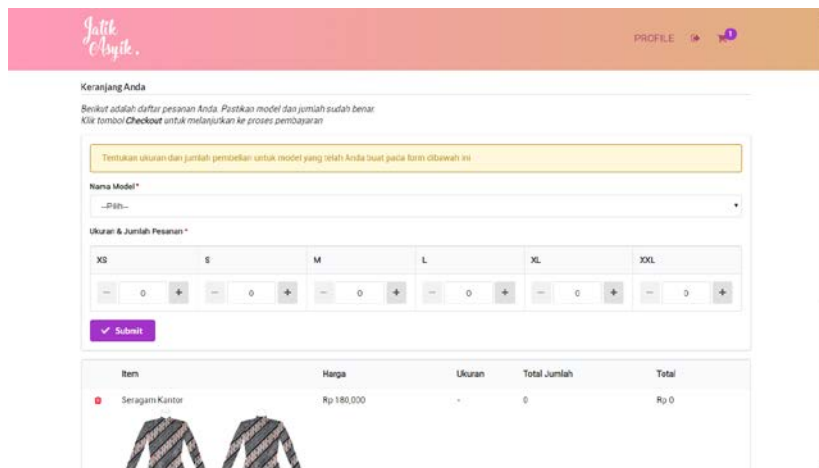 Jatik
Asyik.
PROFILE
1
Keranjang Anda
Berikut adalah daftar pesanan Anda. Pastikan model dan jumlah sudah benar.
Klik tombol Checkout untuk melanjutkan ke proses pembayaran
Tentukan ukuran dan jumlah pembelian untuk model yang telah Anda buat pada form dibawah ini
Nama Model*
--Pilih--
Ukuran & Jumlah Pesanan *
XS S M L XL XXL
− 0 + − 0 + − 0 + − 0 + − 0 + − 0 +
✓ Submit
Item Harga Ukuran Total Jumlah Total
Seragam Kantor Rp 180,000 - 0 Rp 0